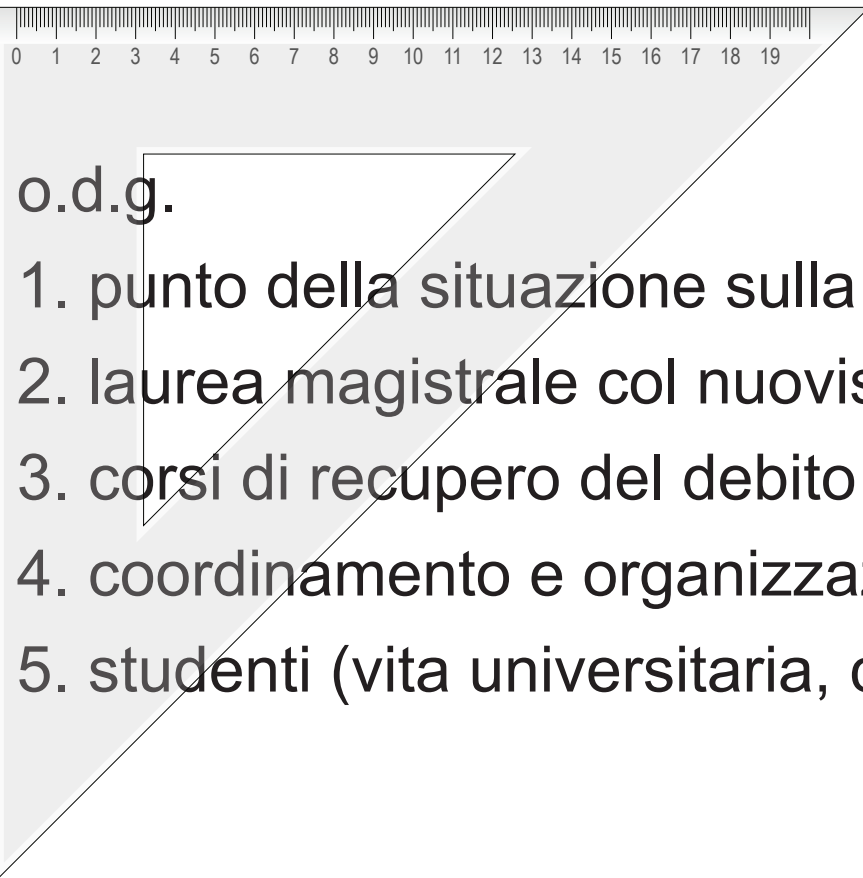 0 1 2 3 4 5 6 7 8 9 10 11 12 13 14 15 16 17 18 19
o.d.g.
1. punto della situazione sulla
2. laurea magistrale col nuovis
3. corsi di recupero del debito
4. coordinamento e organizza
5. studenti (vita universitaria,